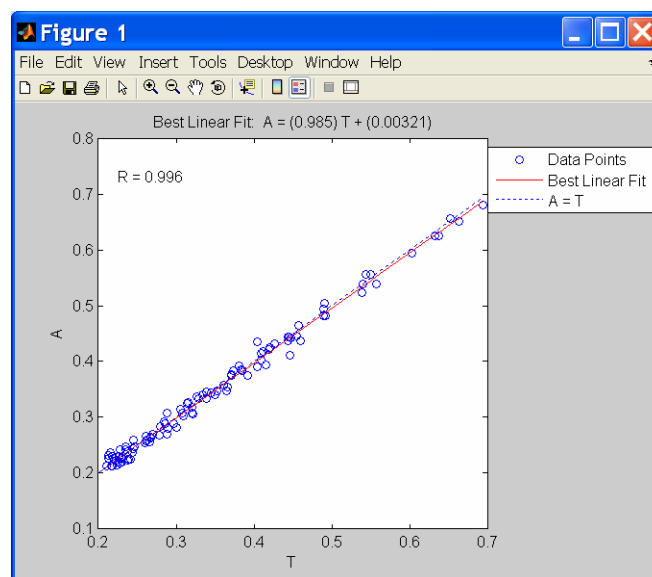 Figure 1
File Edit View Insert Tools Desktop Window Help
Best Linear Fit: A = (0.985) T + (0.00321)
0.8
0.7
0.6
0.5
0.4
0.3
0.2
0.1
A
R = 0.996
Data Points
Best Linear Fit
A = T
0.2 0.3 0.4 0.5 0.6 0.7
T